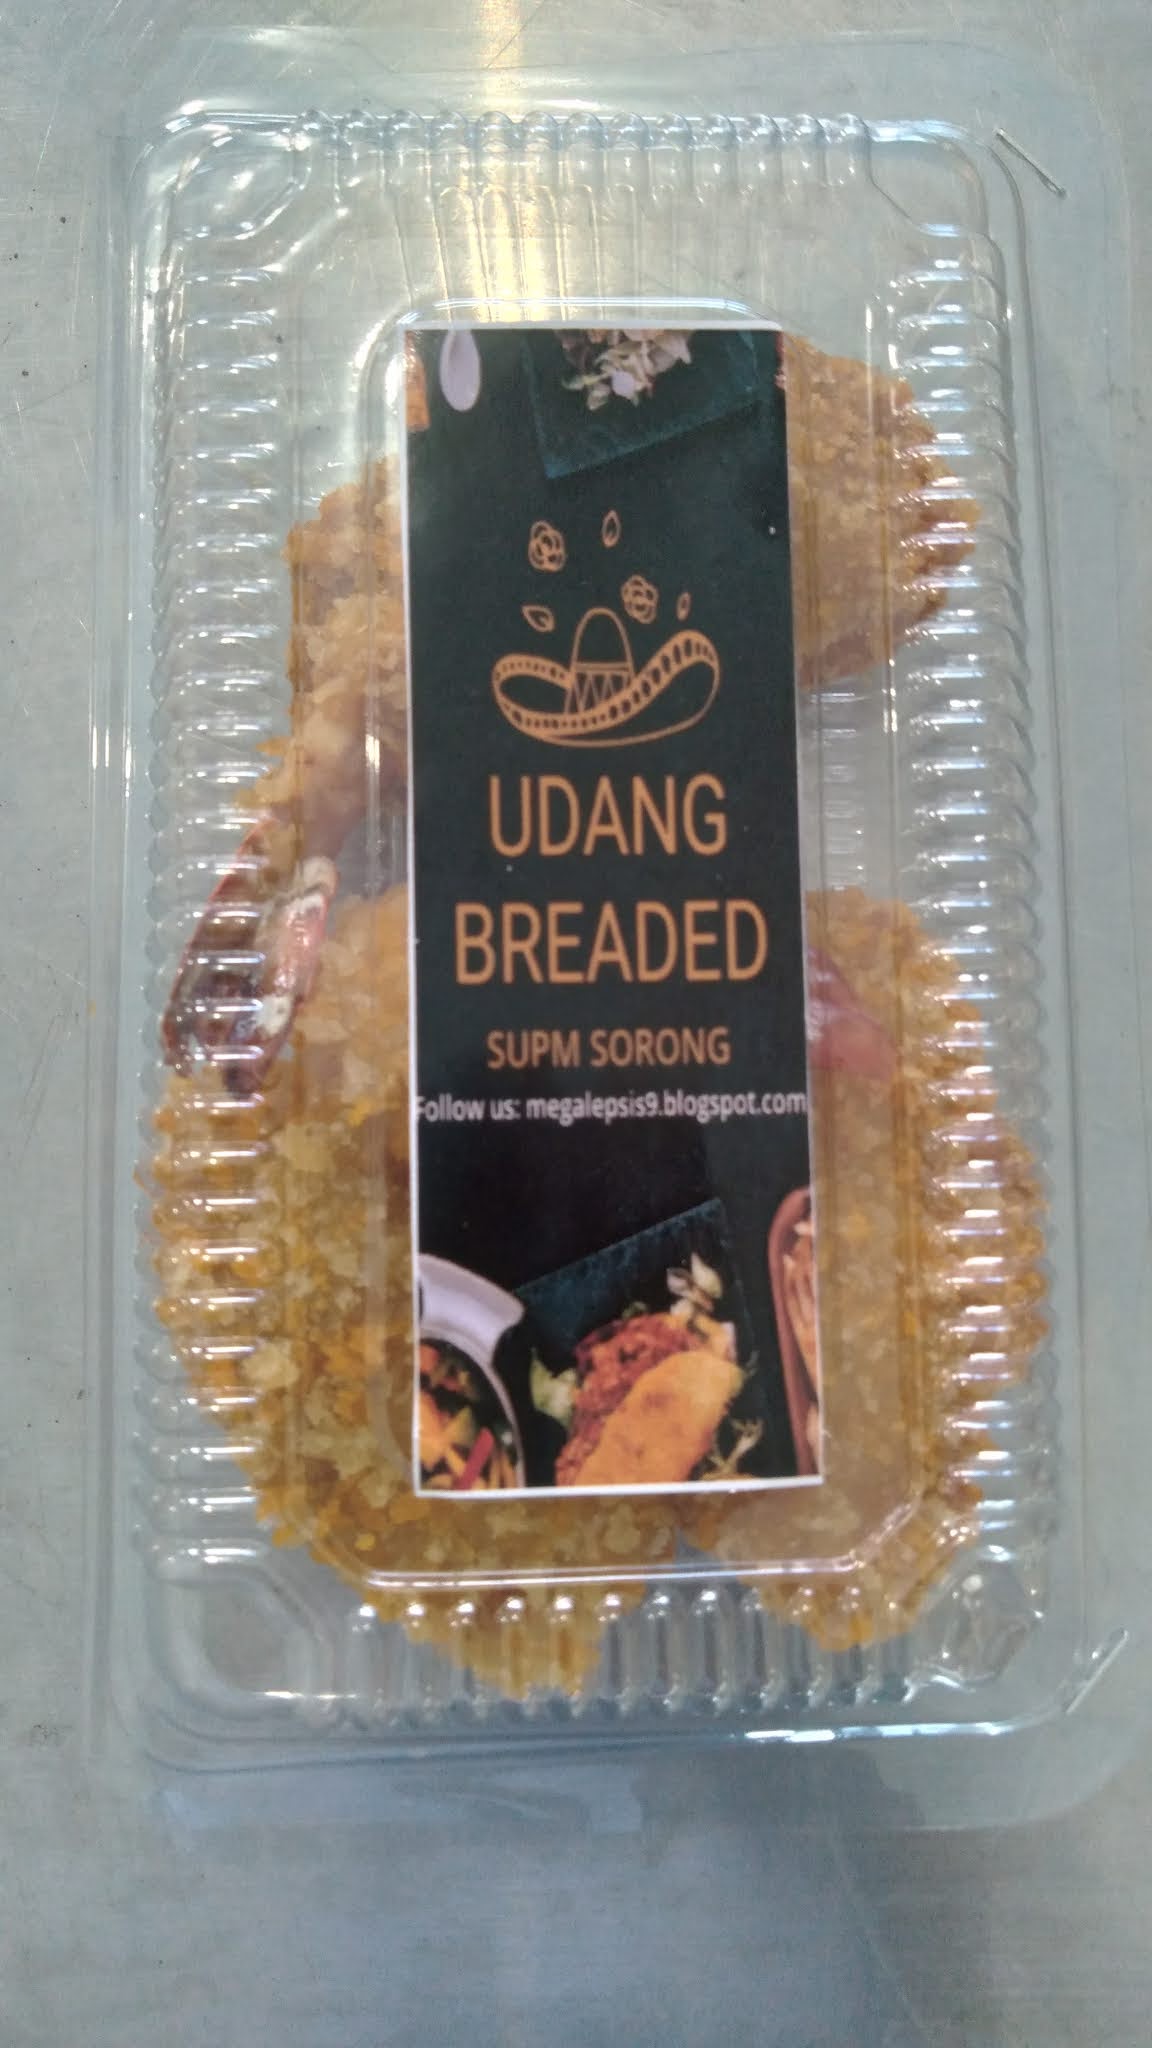 UDANG
BREADED
SUPM SORONG
Follow us: megalepsis9.blogspot.com